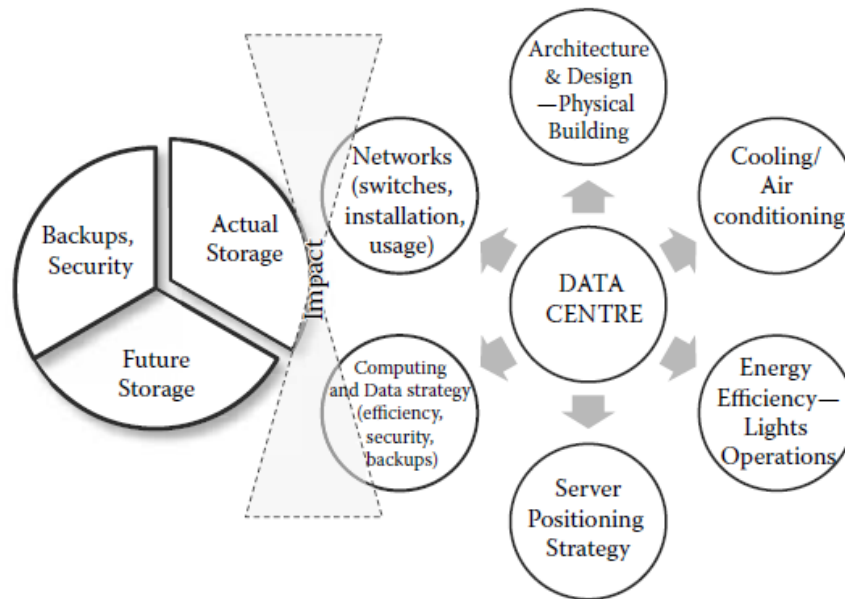 Backups,
Security
Actual
Storage
Future
Storage
Impact
Networks
(switches,
installation,
usage)
Computing
and Data strategy
(efficiency,
security,
backups)
Architecture
& Design
—Physical
Building
DATA
CENTRE
Server
Positioning
Strategy
Cooling/
Air
conditioning
Energy
Efficiency—
Lights
Operations